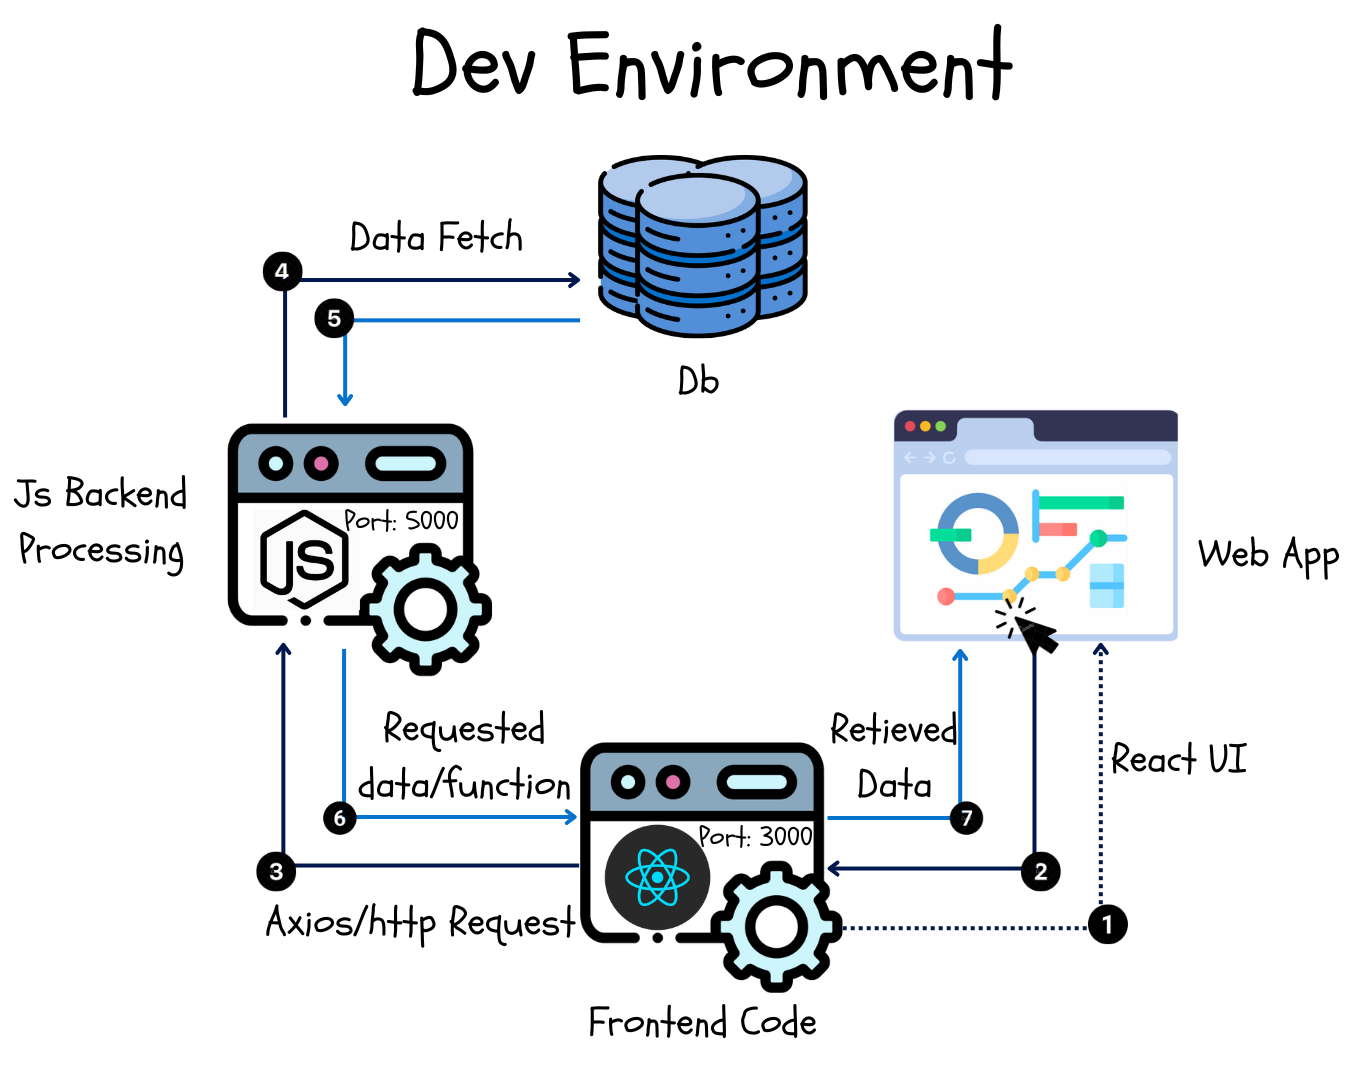 Dev Environment
Data Fetch
4
5
Db
Js Backend
Processing
Port: 5000
JS
Web App
Requested
data/function
6
3
Axios/http Request
Port: 3000
Frontend Code
Retieved
Data
7
2
React UI
1